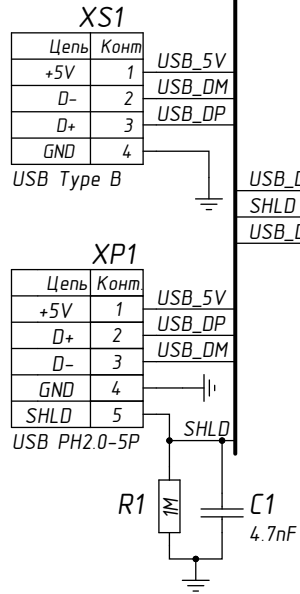 XS1
Цепь Конт
+5V 1 USB_5V
D- 2 USB_DM
D+ 3 USB_DP
GND 4
USB Type B
USB_D
SHLD
USB_D
XP1
Цепь Конт.
+5V 1 USB_5V
D+ 2 USB_DP
D- 3 USB_DM
GND 4
SHLD 5
USB PH2.0-5P
SHLD
R1 1M C1
4.7nF